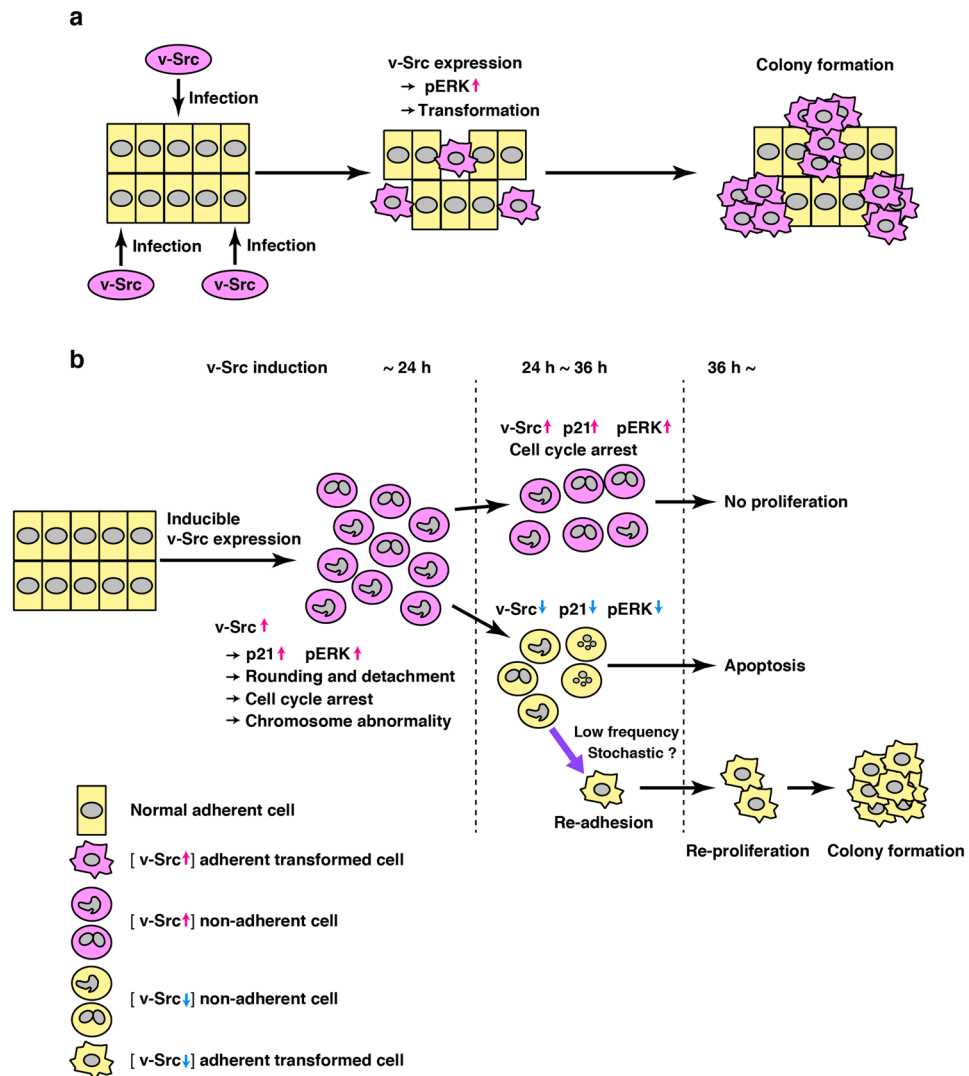 a
v-Src
Infection
Infection
Infection
v-Src
v-Src
v-Src expression
→ pERK↑
→ Transformation
Colony formation
b
v-Src induction
~ 24 h
24 h ~ 36 h
36 h ~
Inducible
v-Src expression
v-Src ↑
→ p21↑ pERK↑
→ Rounding and detachment
→ Cell cycle arrest
→ Chromosome abnormality
v-Src↑ p21↑ pERK↑
Cell cycle arrest
No proliferation
v-Src↓ p21↓ pERK↓
Apoptosis
Low frequency
Stochastic ?
Re-adhesion
Re-proliferation
Colony formation
Normal adherent cell
[ v-Src↑] adherent transformed cell
[ v-Src↑] non-adherent cell
[ v-Src↓] non-adherent cell
[ v-Src↓] adherent transformed cell